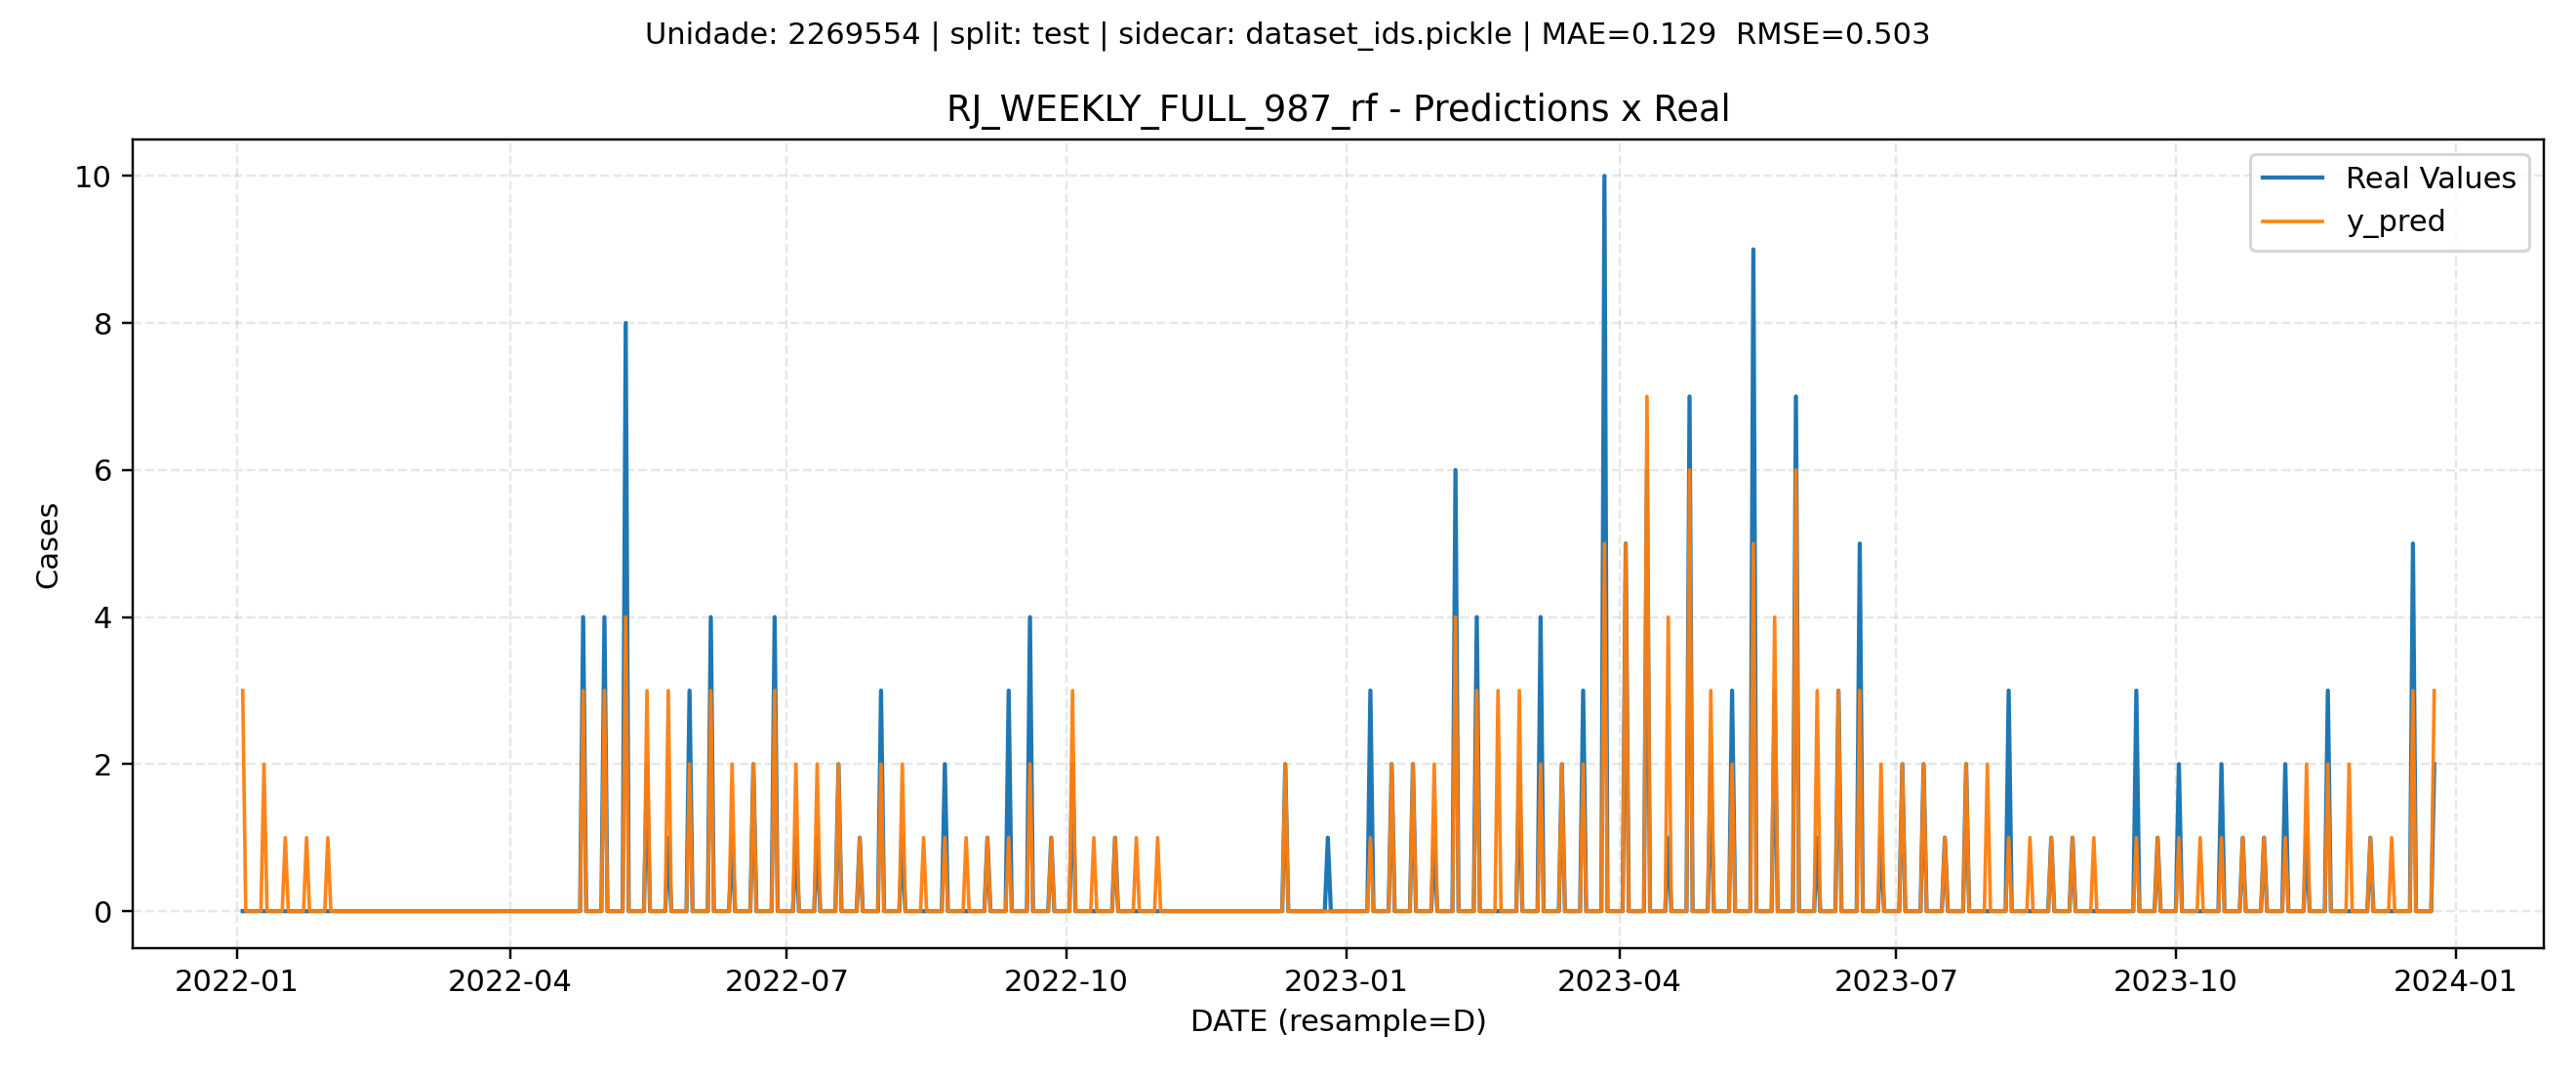 Unidade: 2269554 | split: test | sidecar: dataset_ids.pickle | MAE=0.129  RMSE=0.503
RJ_WEEKLY_FULL_987_rf - Predictions x Real
Real Values
y_pred
Cases
10
8
6
4
2
0
2022-01
2022-04
2022-07
2022-10
2023-01
2023-04
2023-07
2023-10
2024-01
DATE (resample=D)